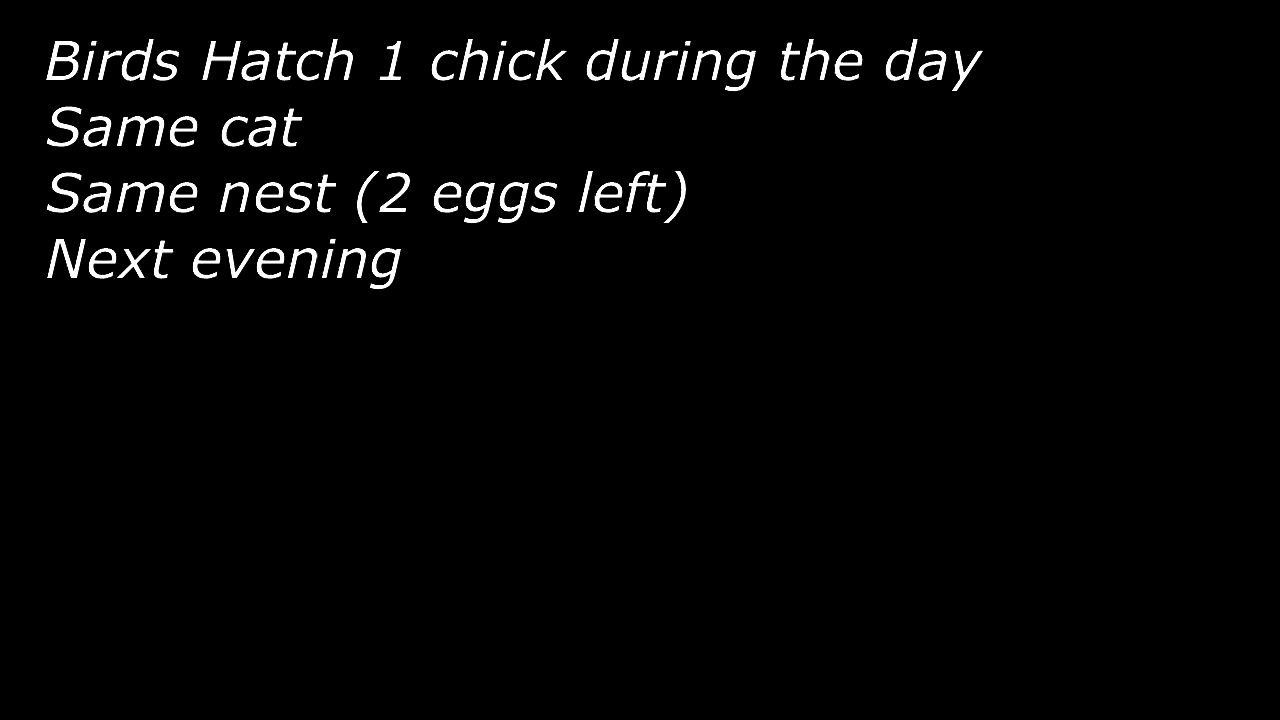 Birds Hatch 1 chick during the day
Same cat
Same nest (2 eggs left)
Next evening